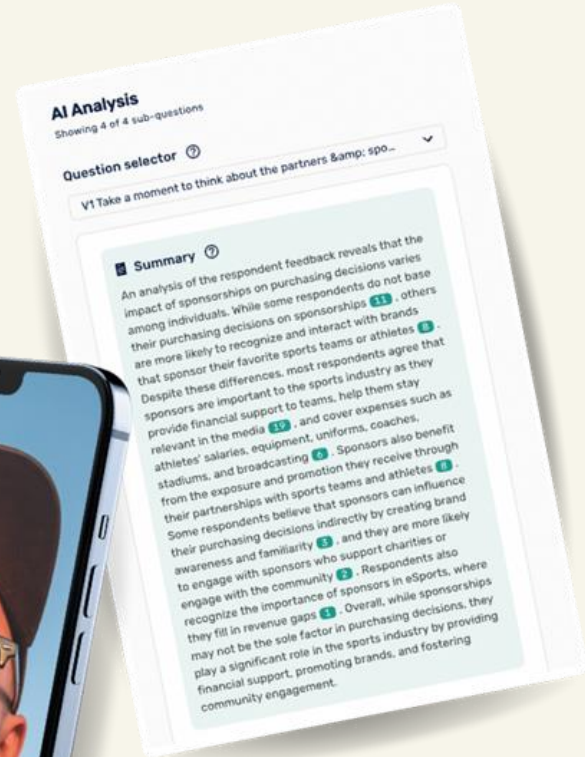 AI Analysis
Showing 4 of 4 sub-questions
Question selector ?
V1 Take a moment to think about the partners &amp; spo...
Summary ?
An analysis of the respondent feedback reveals that the
impact of sponsorships on purchasing decisions varies
among individuals. While some respondents do not base
their purchasing decisions on sponsorships 11 , others
are more likely to recognize and interact with brands
that sponsor their favorite sports teams or athletes 8 .
Despite these differences, most respondents agree that
sponsors are important to the sports industry as they
provide financial support to teams, help them stay
relevant in the media 19 , and cover expenses such as
athletes' salaries, equipment, uniforms, coaches,
stadiums, and broadcasting 6 . Sponsors also benefit
from the exposure and promotion they receive through
their partnerships with sports teams and athletes 8 .
Some respondents believe that sponsors can influence
their purchasing decisions indirectly by creating brand
awareness and familiarity 3 , and they are more likely
to engage with sponsors who support charities or
engage with the community 2 . Respondents also
recognize the importance of sponsors in eSports, where
they fill in revenue gaps 1 . Overall, while sponsorships
may not be the sole factor in purchasing decisions, they
play a significant role in the sports industry by providing
financial support, promoting brands, and fostering
community engagement.